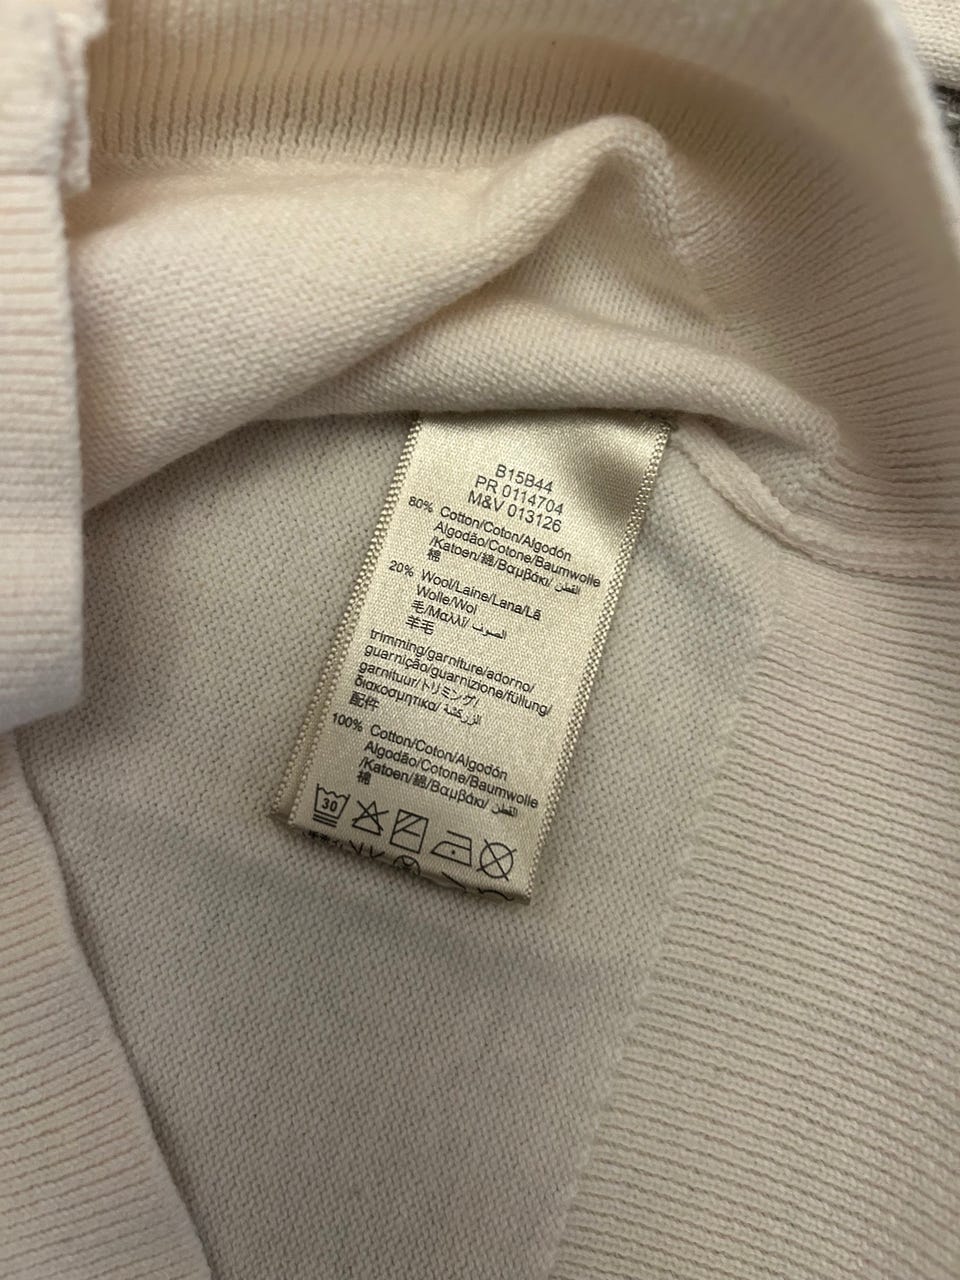 B15B44
PR 0114704
M&V 013126
80% Cotton/Coton/Algodón
Algodão/Cotone/Baumwolle
/Katoen/綿/Βαμβάκι/ القطن
棉
20% Wool/Laine/Lana/Lã
Wolle/Wol
毛/Μαλλί/ الصوف
羊毛
trimming/garniture/adorno/
guarnição/guarnizione/füllung/
garnituur/トリミング/
διακοσμητικα/ الزركشة
配件
100% Cotton/Coton/Algodón
Algodão/Cotone/Baumwolle
/Katoen/綿/Βαμβάκι/ القطن
棉
30